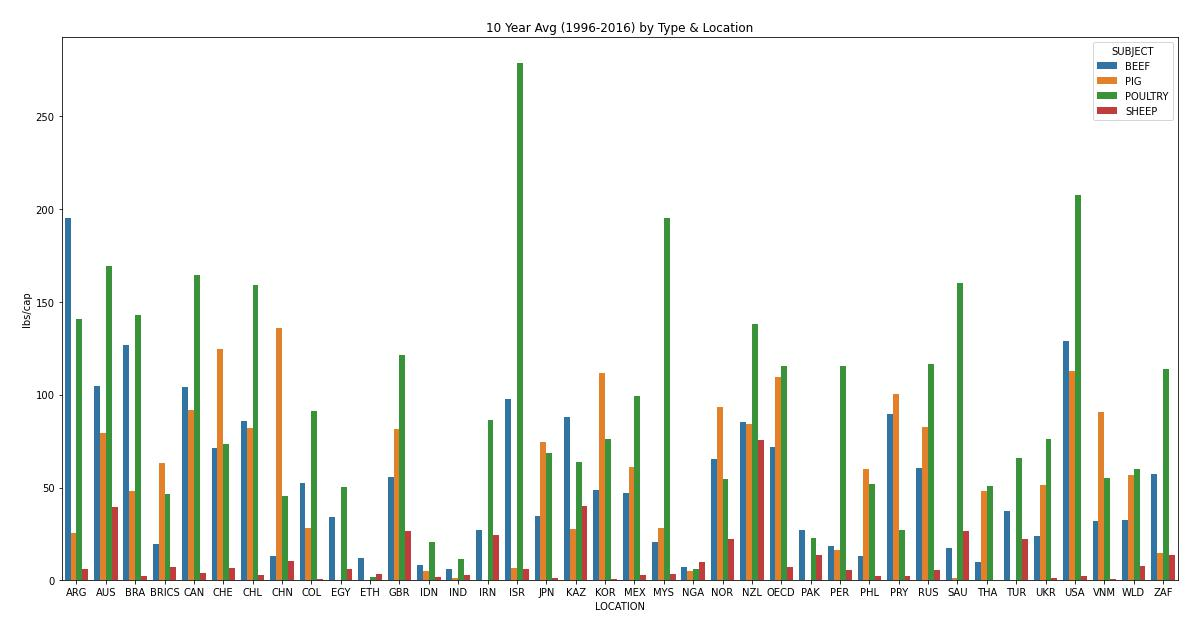 10 Year Avg (1996-2016) by Type & Location
SUBJECT
BEEF
PIG
POULTRY
SHEEP
lbs/cap
250
200
150
100
50
0
ARG AUS BRA BRICS CAN CHE CHL CHN COL EGY ETH GBR IDN IND IRN ISR JPN KAZ KOR MEX MYS NGA NOR NZL OECD PAK PER PHL PRY RUS SAU THA TUR UKR USA VNM WLD ZAF
LOCATION